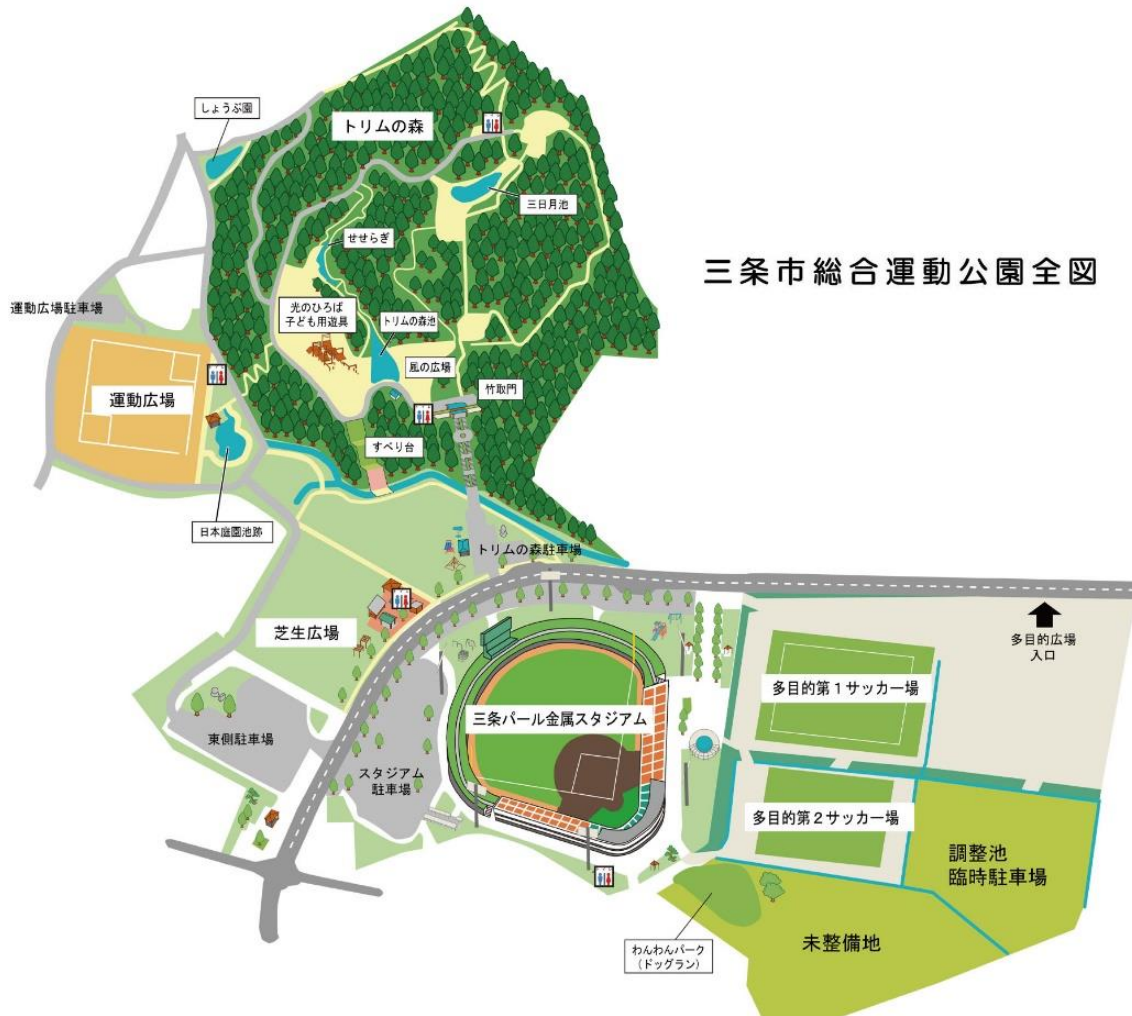 しょうぶ園
トリムの森
三日月池
せせらぎ
三条市総合運動公園全図
運動広場駐車場
光のひろば
子ども用遊具
トリムの森池
風の広場
竹取門
運動広場
すべり台
日本庭園池跡
トリムの森駐車場
芝生広場
多目的広場
入口
多目的第1サッカー場
三条パール金属スタジアム
東側駐車場
スタジアム
駐車場
多目的第2サッカー場
調整池
臨時駐車場
未整備地
わんわんパーク
(ドッグラン)